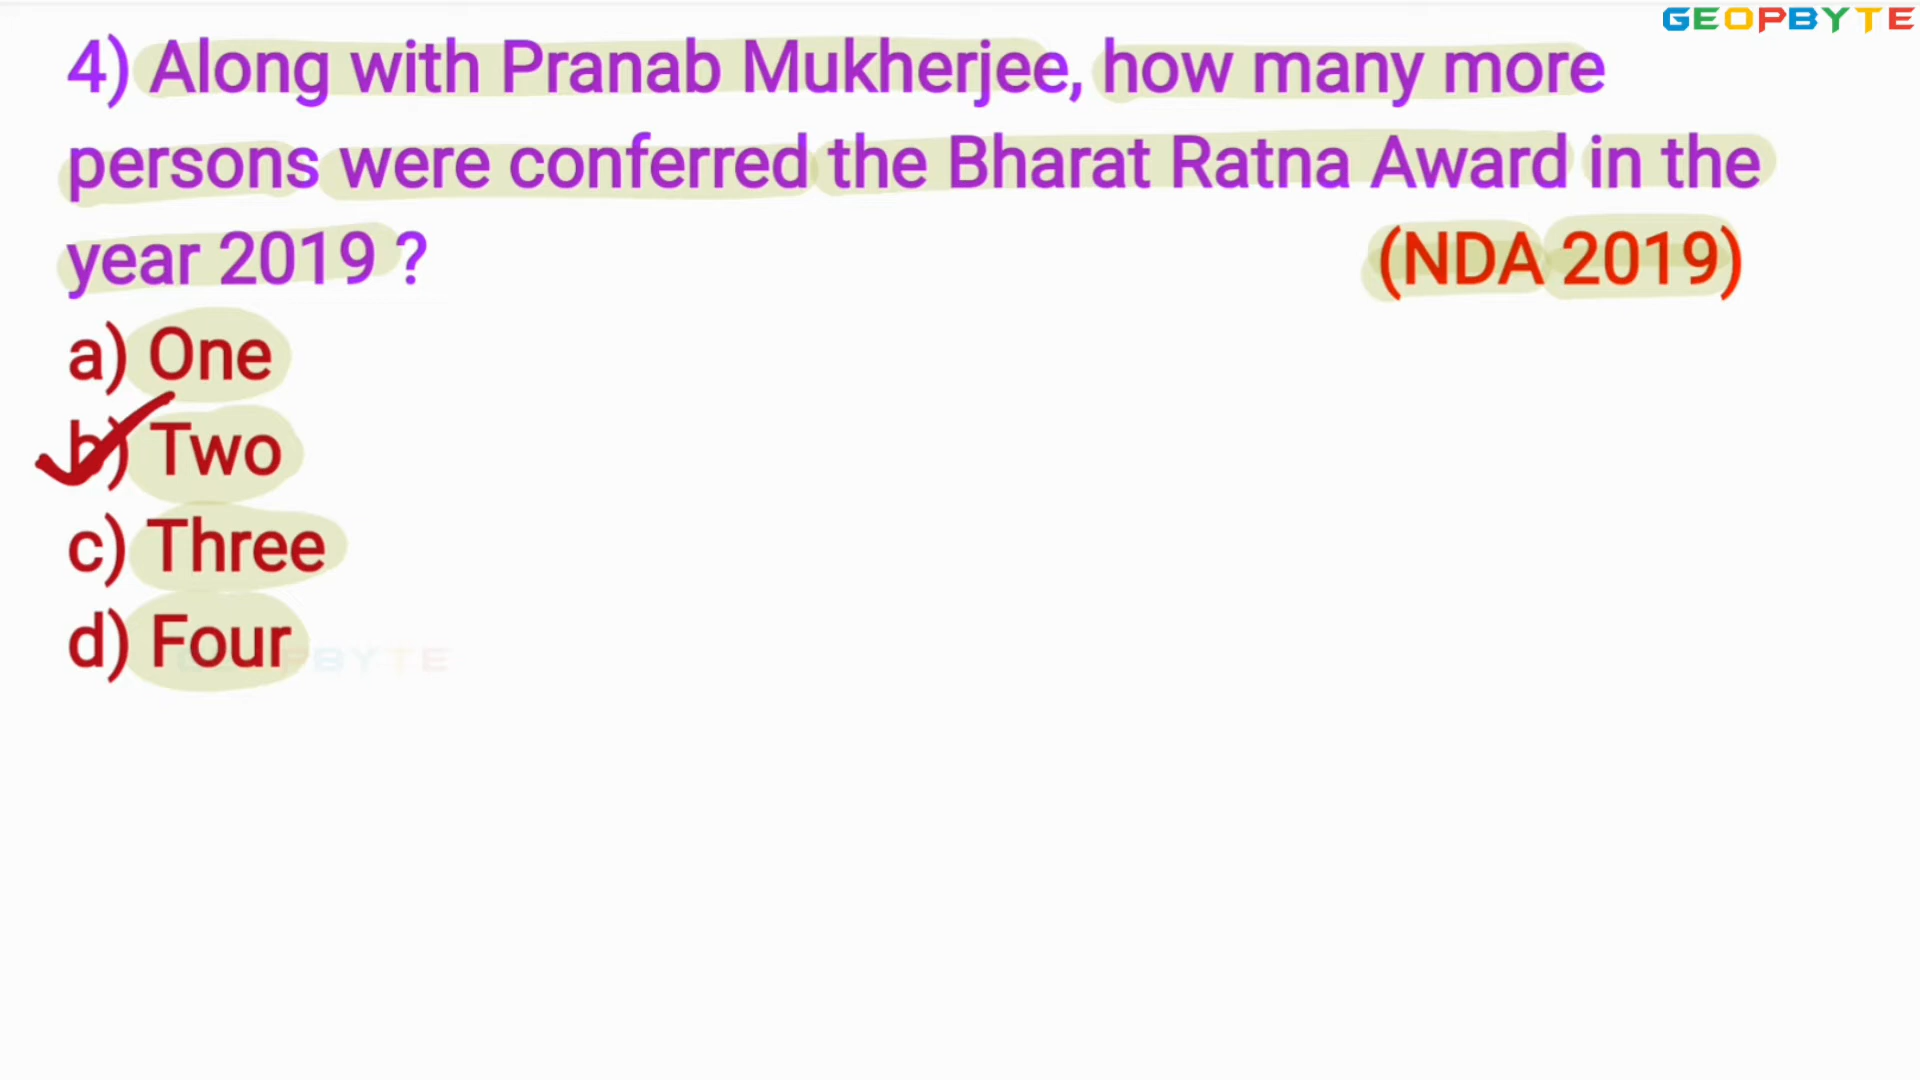 GEOPBYTE
4) Along with Pranab Mukherjee, how many more
persons were conferred the Bharat Ratna Award in the
year 2019 ? (NDA 2019)
a) One
b) Two
c) Three
d) Four
GEOPBYTE